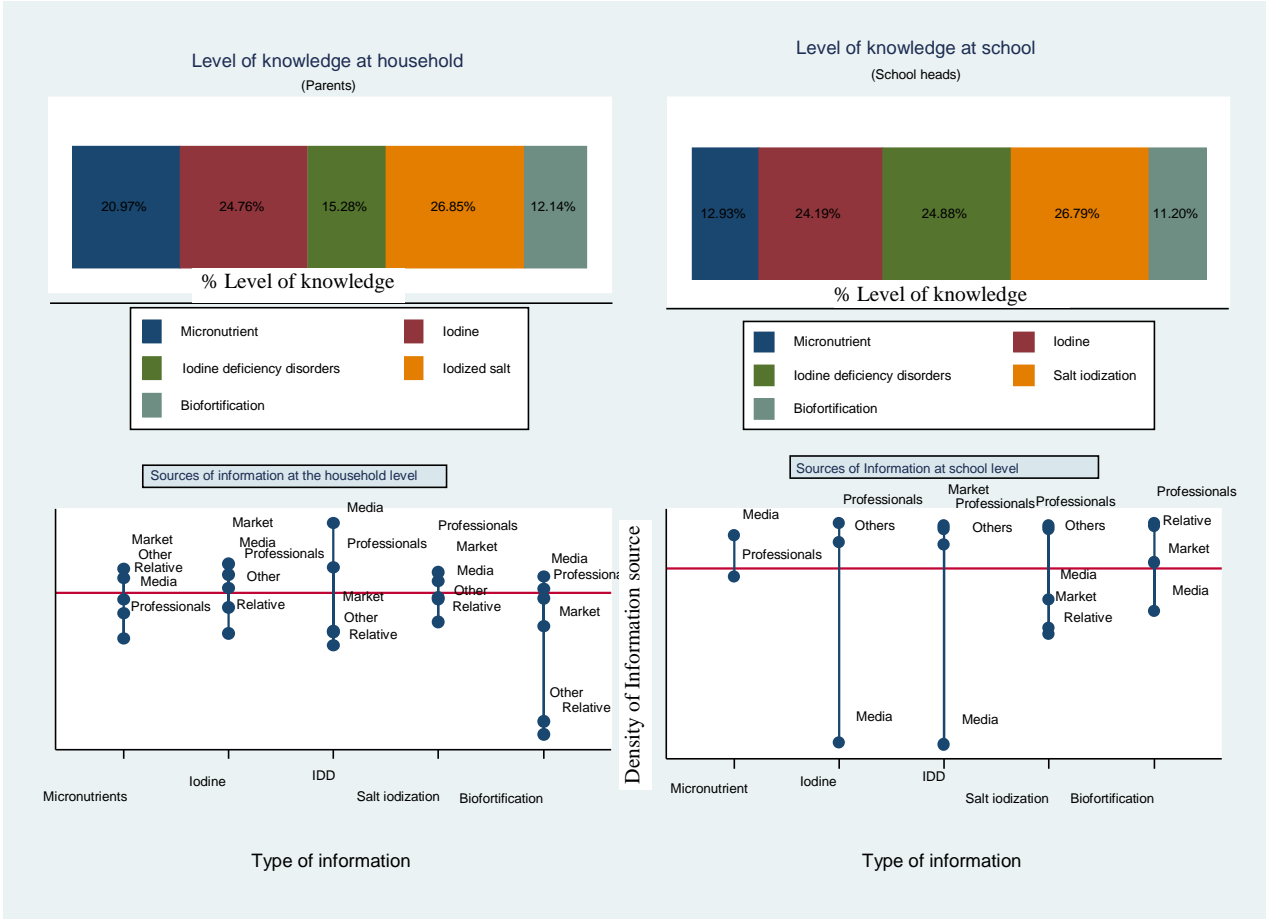 Level of knowledge at household
(Parents)
20.97%
24.76%
15.28%
26.85%
12.14%
% Level of knowledge
Micronutrient
Iodine
Iodine deficiency disorders
Iodized salt
Biofortification
Level of knowledge at school
(School heads)
12.93%
24.19%
24.88%
26.79%
11.20%
% Level of knowledge
Micronutrient
Iodine
Iodine deficiency disorders
Salt iodization
Biofortification
Sources of information at the household level
Market
Other
Relative
Media
Professionals
Market
Media
Professionals
Other
Relative
Media
Professionals
Market
Other
Relative
Professionals
Market
Media
Other
Relative
Media
Professiona
Market
Other
Relative
Micronutrients
Iodine
IDD
Salt iodization
Biofortification
Type of information
Density of Information source
Sources of Information at school level
Media
Professionals
Professionals
Others
Media
Market
Professionals
Others
Media
Professionals
Others
Media
Market
Relative
Professionals
Relative
Market
Media
Micronutrient
Iodine
IDD
Salt iodization
Biofortification
Type of information